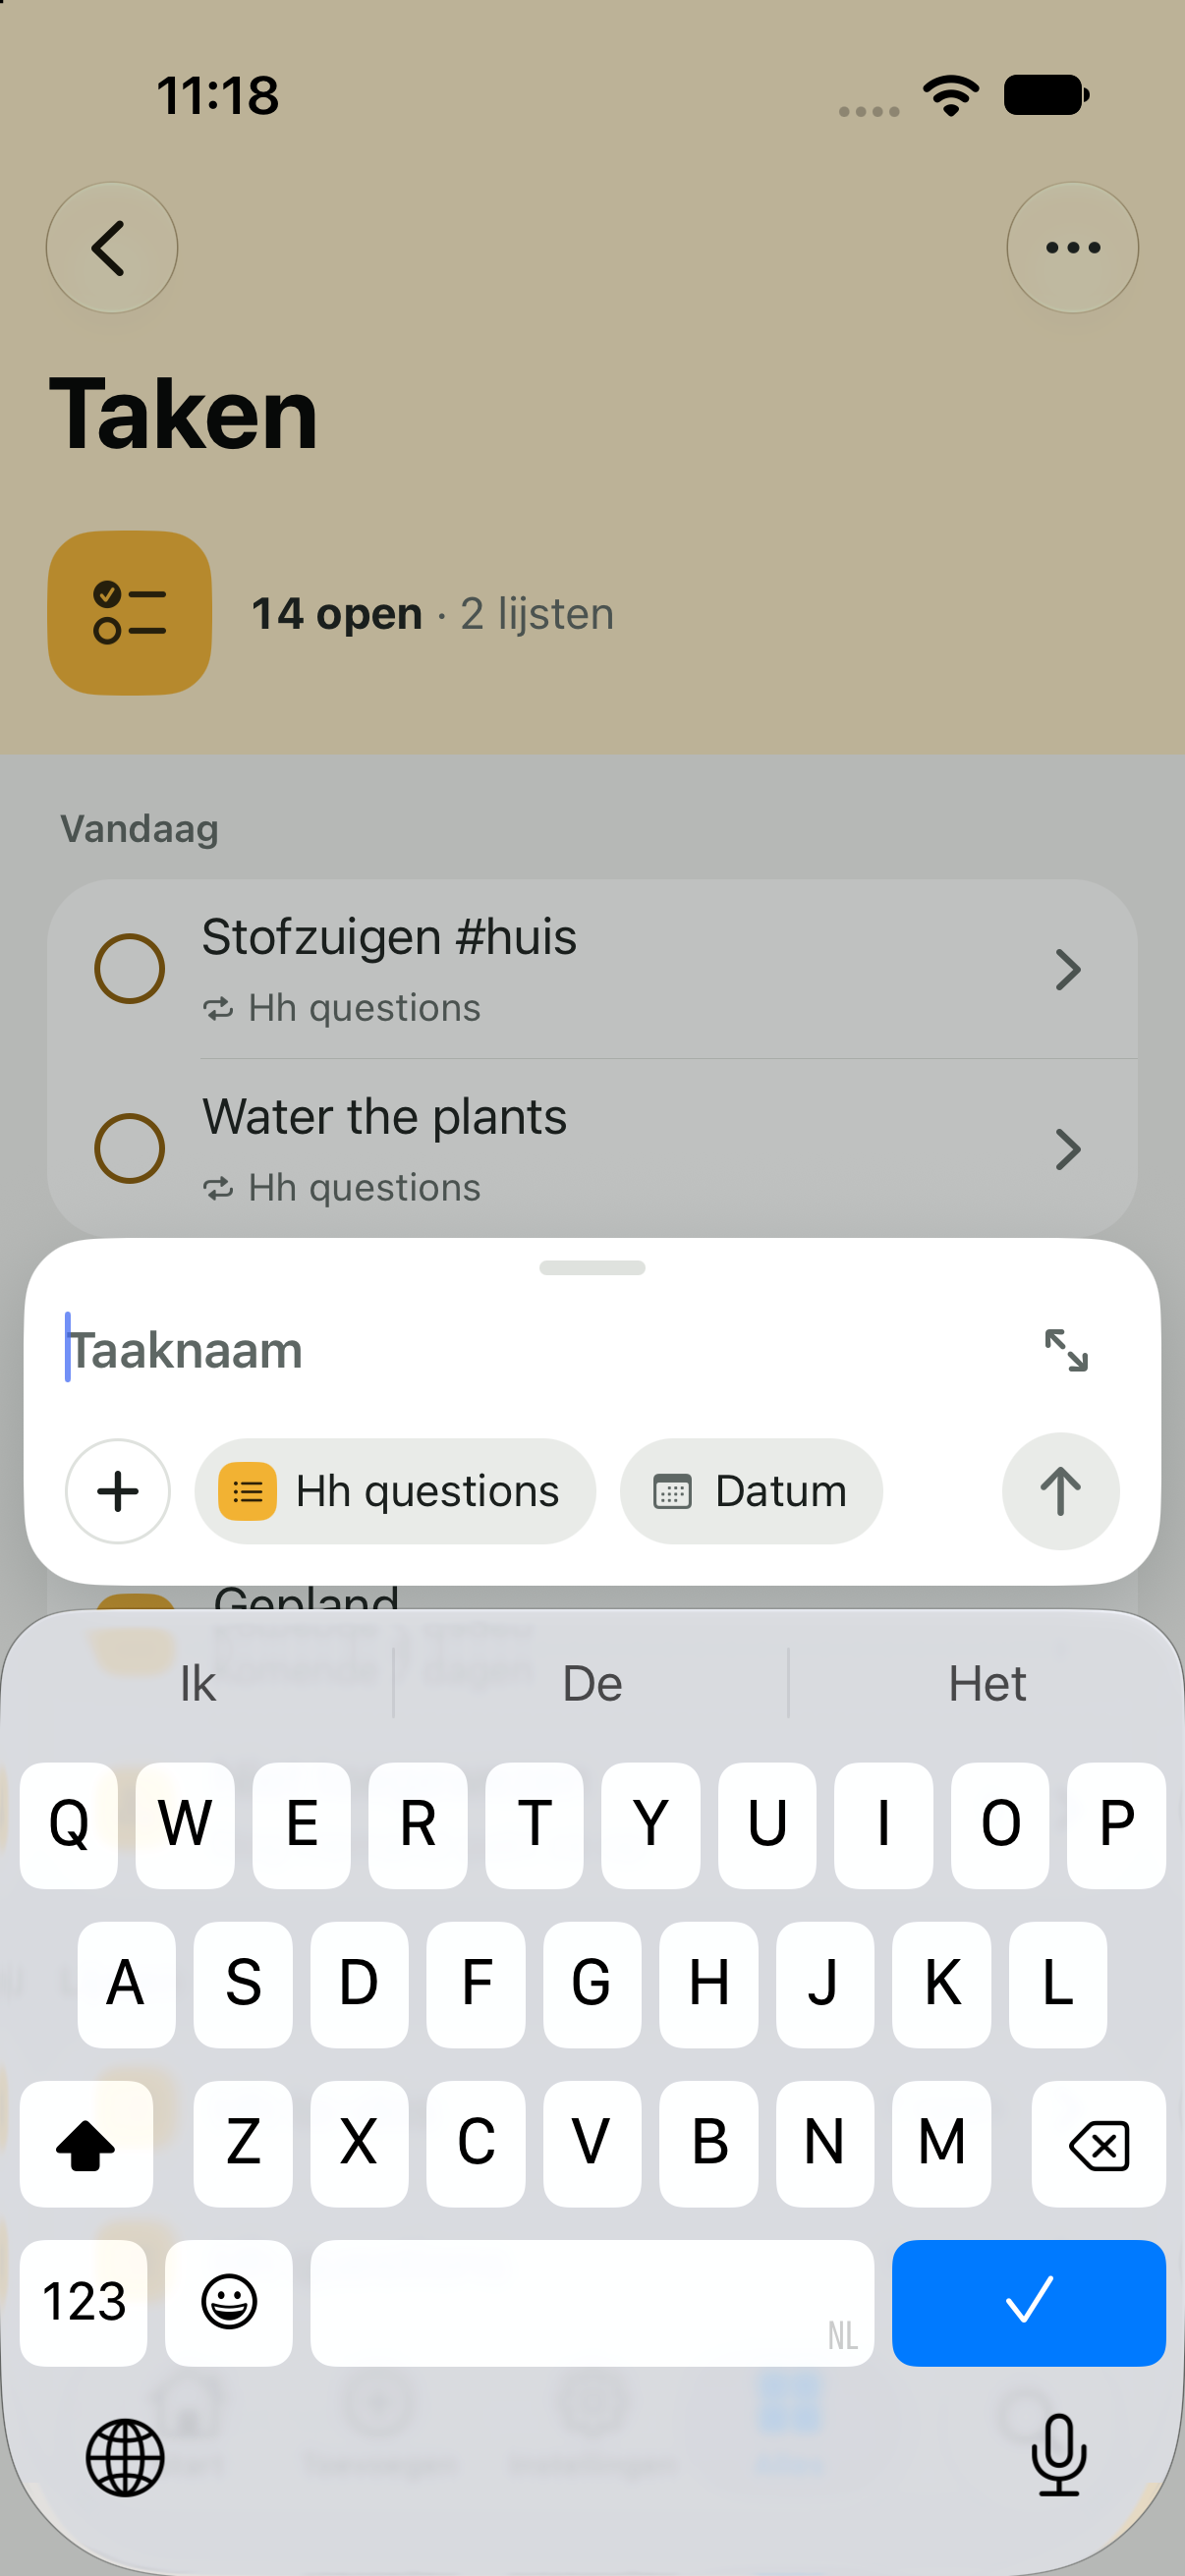 11:18
Taken
14 open · 2 lijsten
Vandaag
Stofzuigen #huis
Hh questions
Water the plants
Hh questions
Taaknaam
Hh questions
Datum
Gepland
Ik
De
Het
Q W E R T Y U I O P
A S D F G H J K L
Z X C V B N M
123
NL